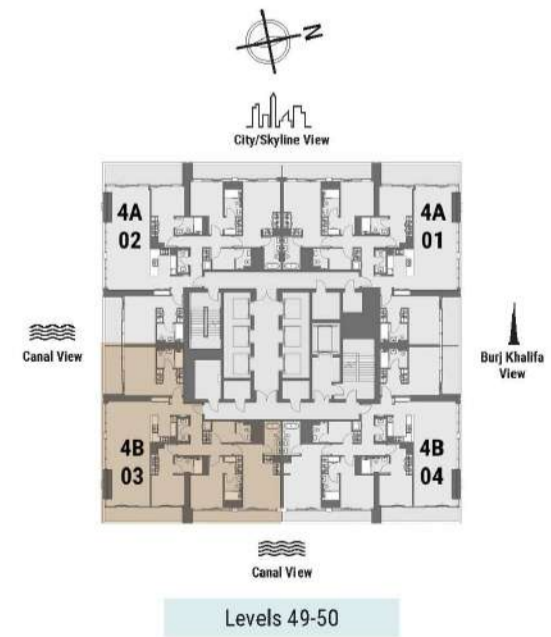 N
City/Skyline View
4A
02
4A
01
Canal View
Burj Khalifa
View
4B
03
4B
04
Canal View
Levels 49-50